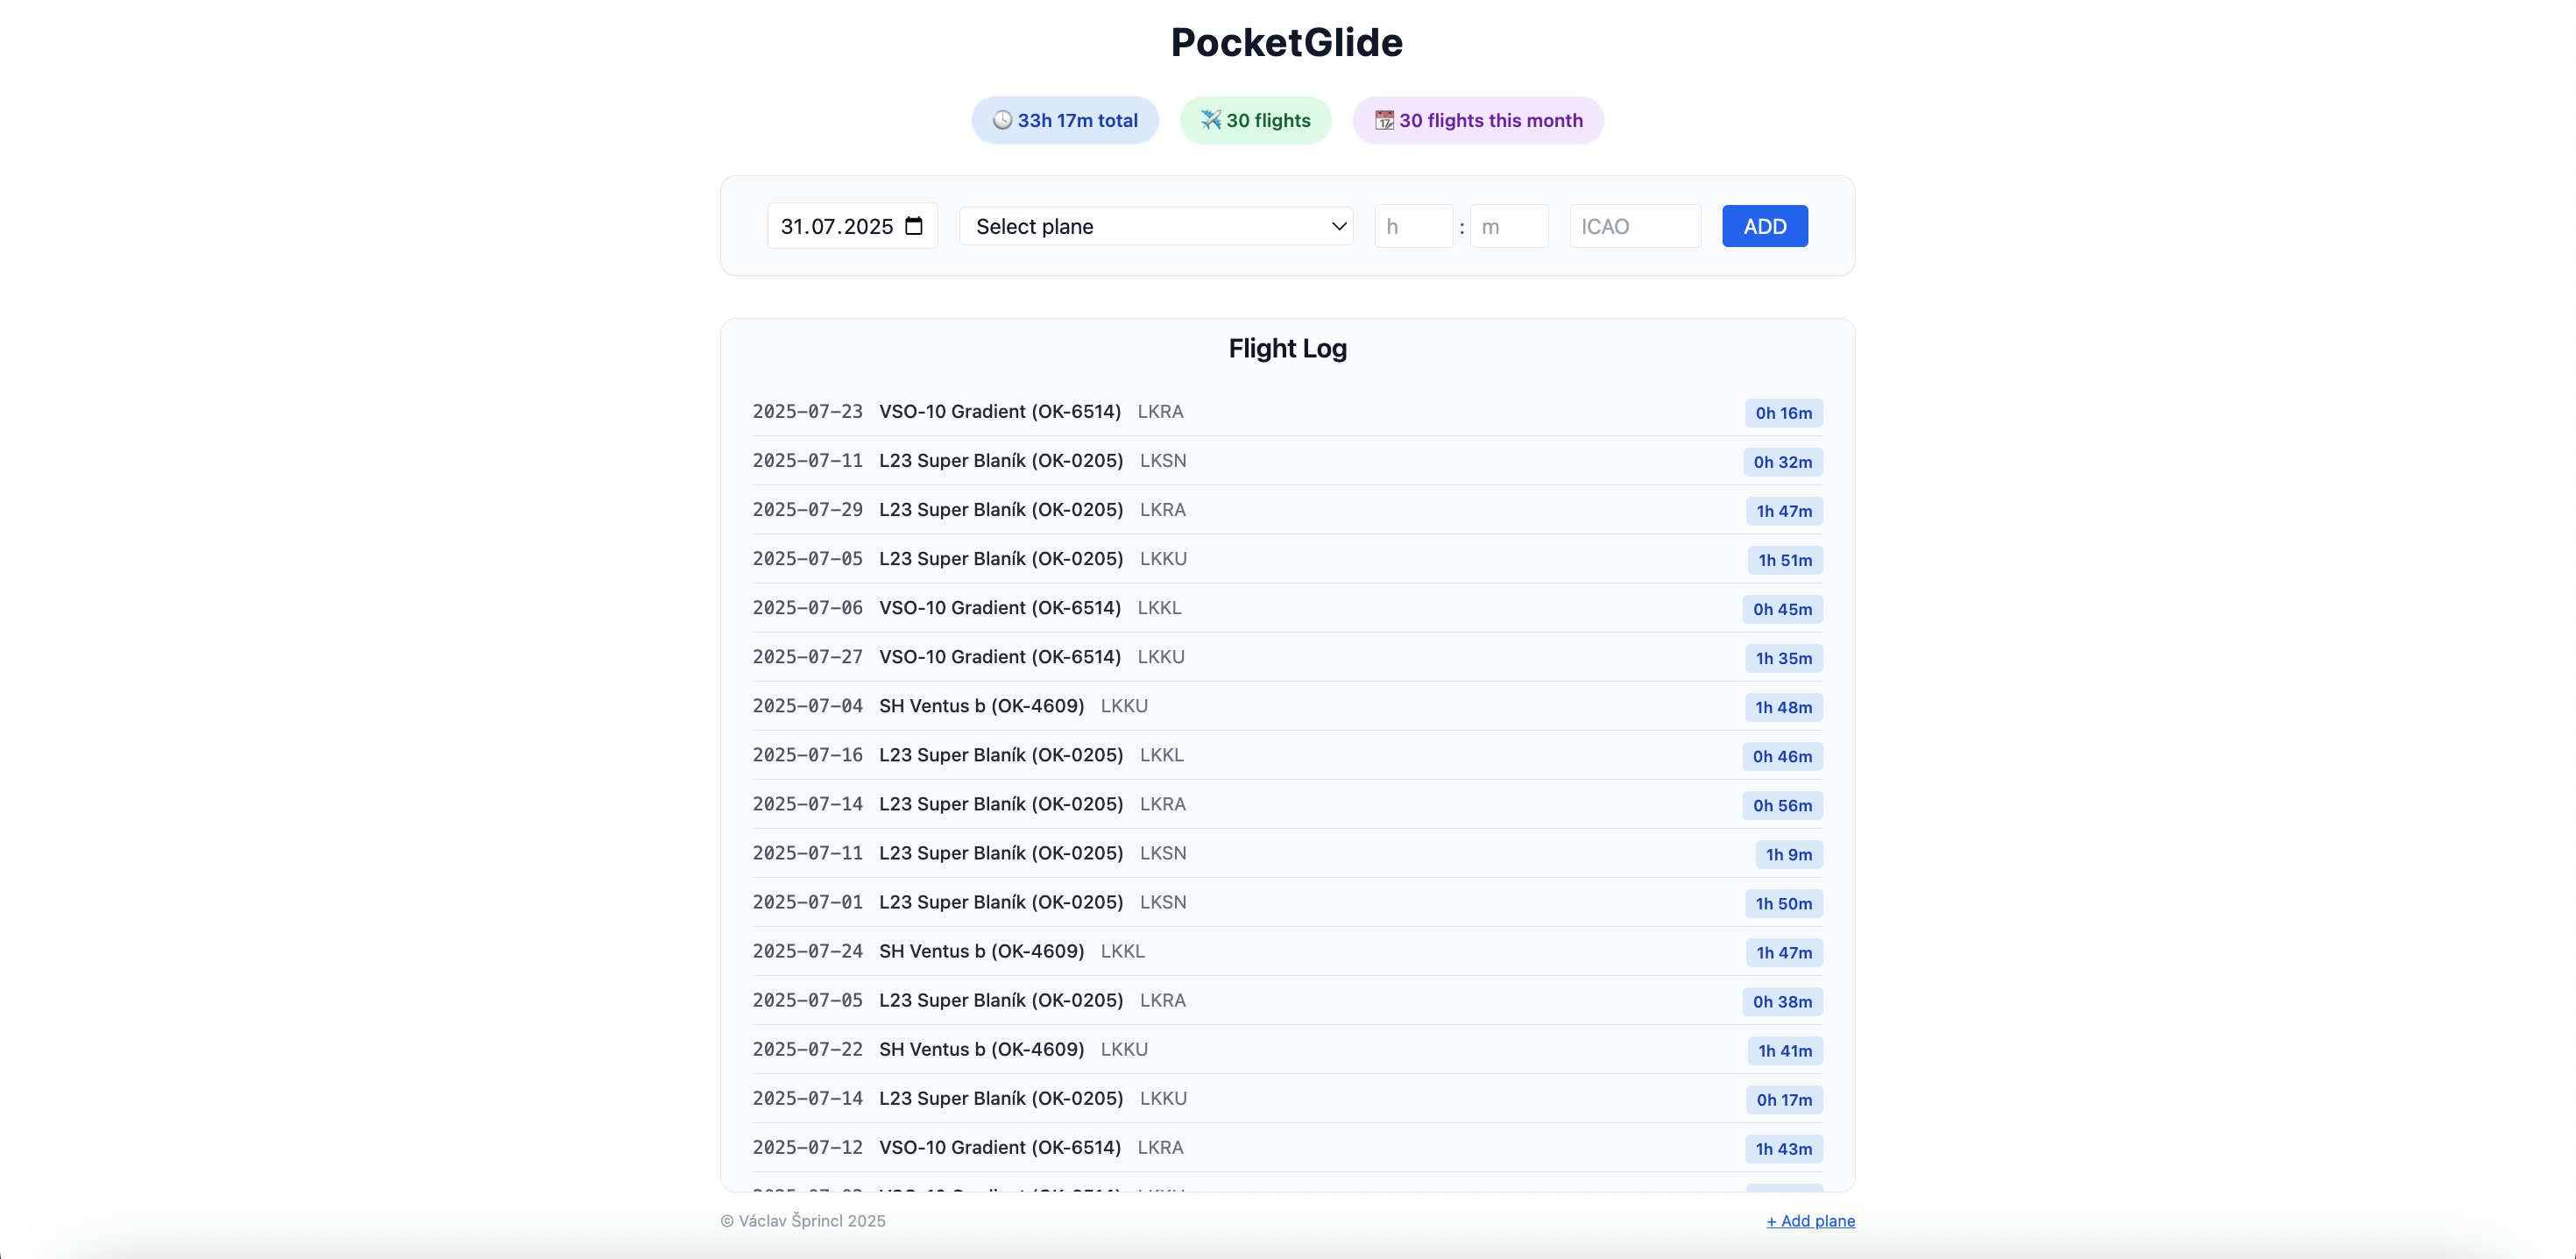 PocketGlide
33h 17m total 30 flights 30 flights this month
31.07.2025 Select plane h : m ICAO ADD
Flight Log
2025-07-23 VSO-10 Gradient (OK-6514) LKRA 0h 16m
2025-07-11 L23 Super Blaník (OK-0205) LKSN 0h 32m
2025-07-29 L23 Super Blaník (OK-0205) LKRA 1h 47m
2025-07-05 L23 Super Blaník (OK-0205) LKKU 1h 51m
2025-07-06 VSO-10 Gradient (OK-6514) LKKL 0h 45m
2025-07-27 VSO-10 Gradient (OK-6514) LKKU 1h 35m
2025-07-04 SH Ventus b (OK-4609) LKKU 1h 48m
2025-07-16 L23 Super Blaník (OK-0205) LKKL 0h 46m
2025-07-14 L23 Super Blaník (OK-0205) LKRA 0h 56m
2025-07-11 L23 Super Blaník (OK-0205) LKSN 1h 9m
2025-07-01 L23 Super Blaník (OK-0205) LKSN 1h 50m
2025-07-24 SH Ventus b (OK-4609) LKKL 1h 47m
2025-07-05 L23 Super Blaník (OK-0205) LKRA 0h 38m
2025-07-22 SH Ventus b (OK-4609) LKKU 1h 41m
2025-07-14 L23 Super Blaník (OK-0205) LKKU 0h 17m
2025-07-12 VSO-10 Gradient (OK-6514) LKRA 1h 43m
© Václav Šprincl 2025 + Add plane